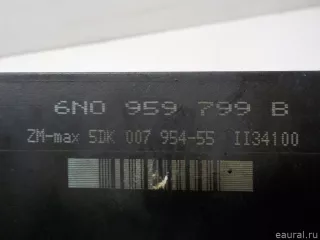 6N0 959 799 B
ZM-max 5DK 007 954-55 II34100
eaural.ru